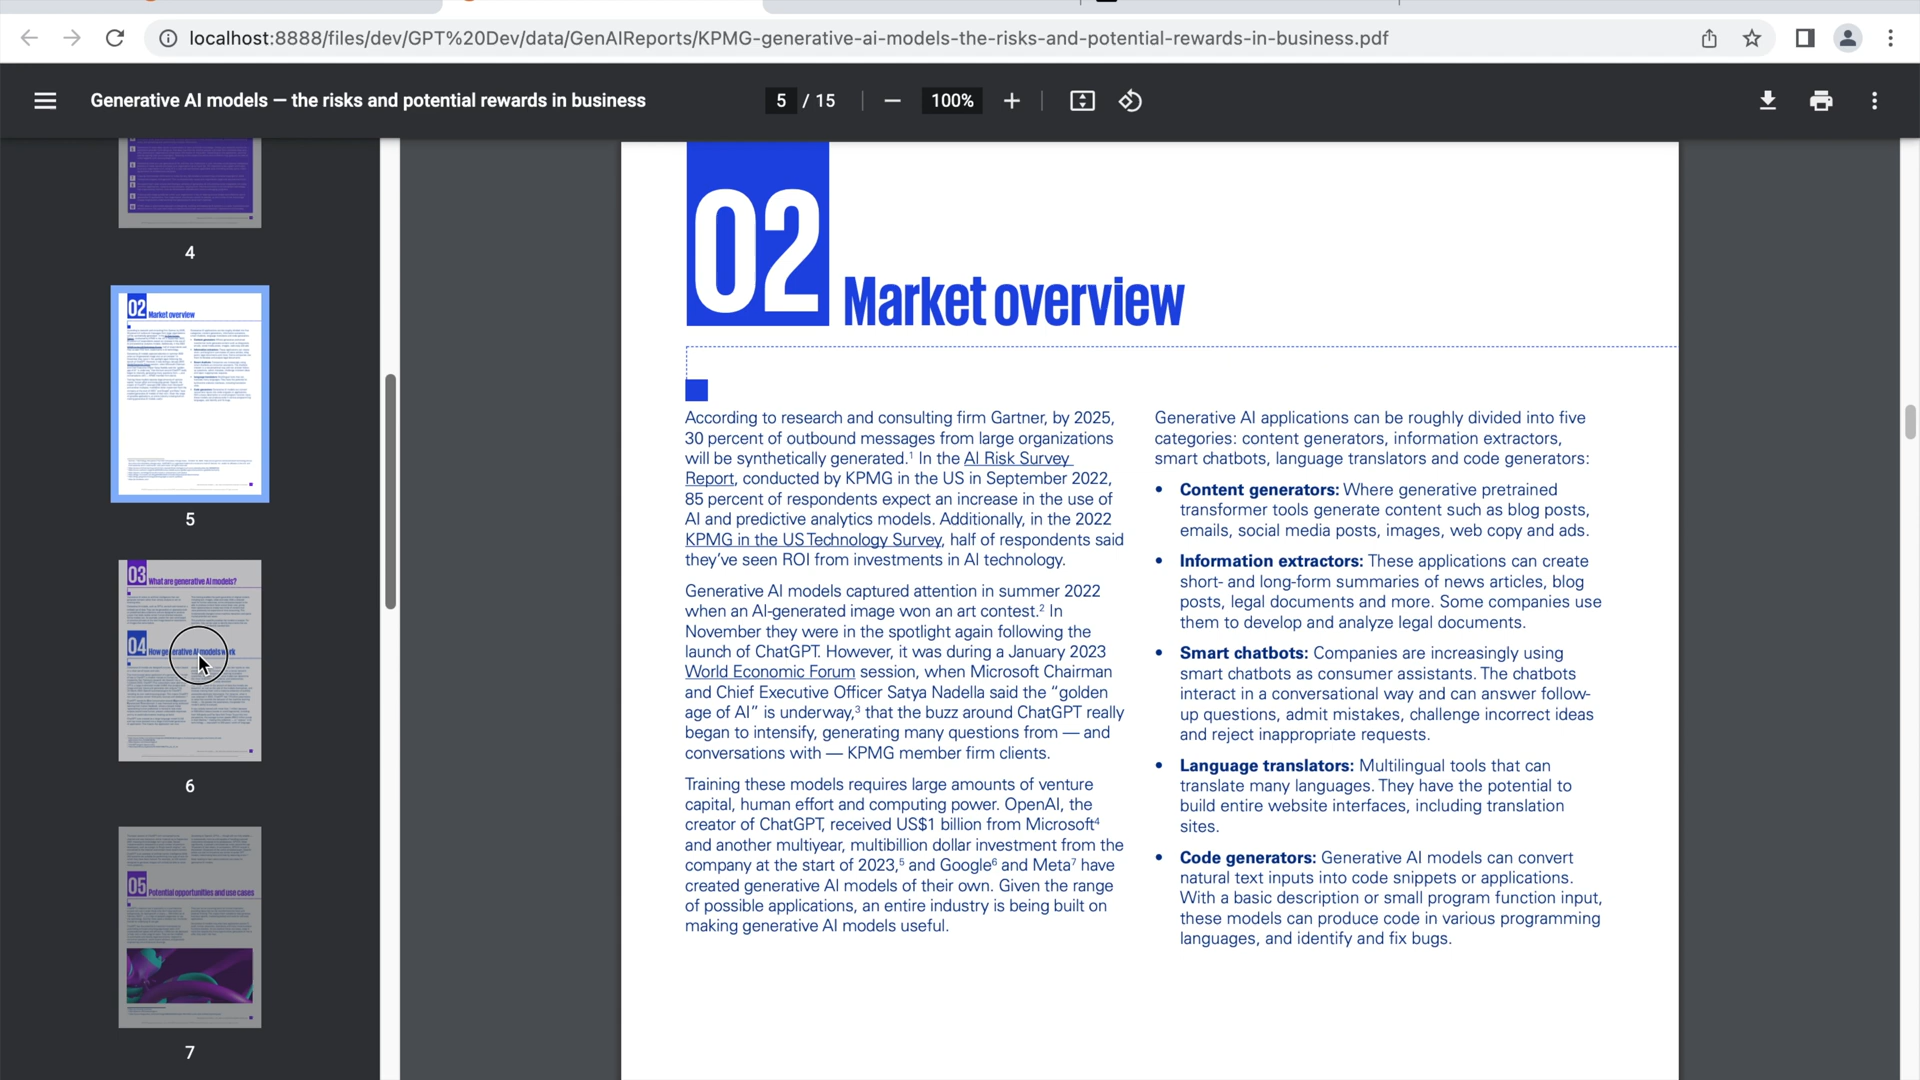 localhost:8888/files/dev/GPT%20Dev/data/GenAIReports/KPMG-generative-ai-models-the-risks-and-potential-rewards-in-business.pdf
Generative AI models — the risks and potential rewards in business
5 / 15
100%
4
02 Market overview
5
03 What are generative AI models?
04 How generative AI models work
6
05 Potential opportunities and use cases
7
02 Market overview
According to research and consulting firm Gartner, by 2025,
30 percent of outbound messages from large organizations
will be synthetically generated.¹ In the AI Risk Survey
Report, conducted by KPMG in the US in September 2022,
85 percent of respondents expect an increase in the use of
AI and predictive analytics models. Additionally, in the 2022
KPMG in the US Technology Survey, half of respondents said
they’ve seen ROI from investments in AI technology.
Generative AI models captured attention in summer 2022
when an AI-generated image won an art contest.² In
November they were in the spotlight again following the
launch of ChatGPT. However, it was during a January 2023
World Economic Forum session, when Microsoft Chairman
and Chief Executive Officer Satya Nadella said the “golden
age of AI” is underway,³ that the buzz around ChatGPT really
began to intensify, generating many questions from — and
conversations with — KPMG member firm clients.
Training these models requires large amounts of venture
capital, human effort and computing power. OpenAI, the
creator of ChatGPT, received US$1 billion from Microsoft⁴
and another multiyear, multibillion dollar investment from the
company at the start of 2023,⁵ and Google⁶ and Meta⁷ have
created generative AI models of their own. Given the range
of possible applications, an entire industry is being built on
making generative AI models useful.
Generative AI applications can be roughly divided into five
categories: content generators, information extractors,
smart chatbots, language translators and code generators:
• Content generators: Where generative pretrained
transformer tools generate content such as blog posts,
emails, social media posts, images, web copy and ads.
• Information extractors: These applications can create
short- and long-form summaries of news articles, blog
posts, legal documents and more. Some companies use
them to develop and analyze legal documents.
• Smart chatbots: Companies are increasingly using
smart chatbots as consumer assistants. The chatbots
interact in a conversational way and can answer follow-
up questions, admit mistakes, challenge incorrect ideas
and reject inappropriate requests.
• Language translators: Multilingual tools that can
translate many languages. They have the potential to
build entire website interfaces, including translation
sites.
• Code generators: Generative AI models can convert
natural text inputs into code snippets or applications.
With a basic description or small program function input,
these models can produce code in various programming
languages, and identify and fix bugs.